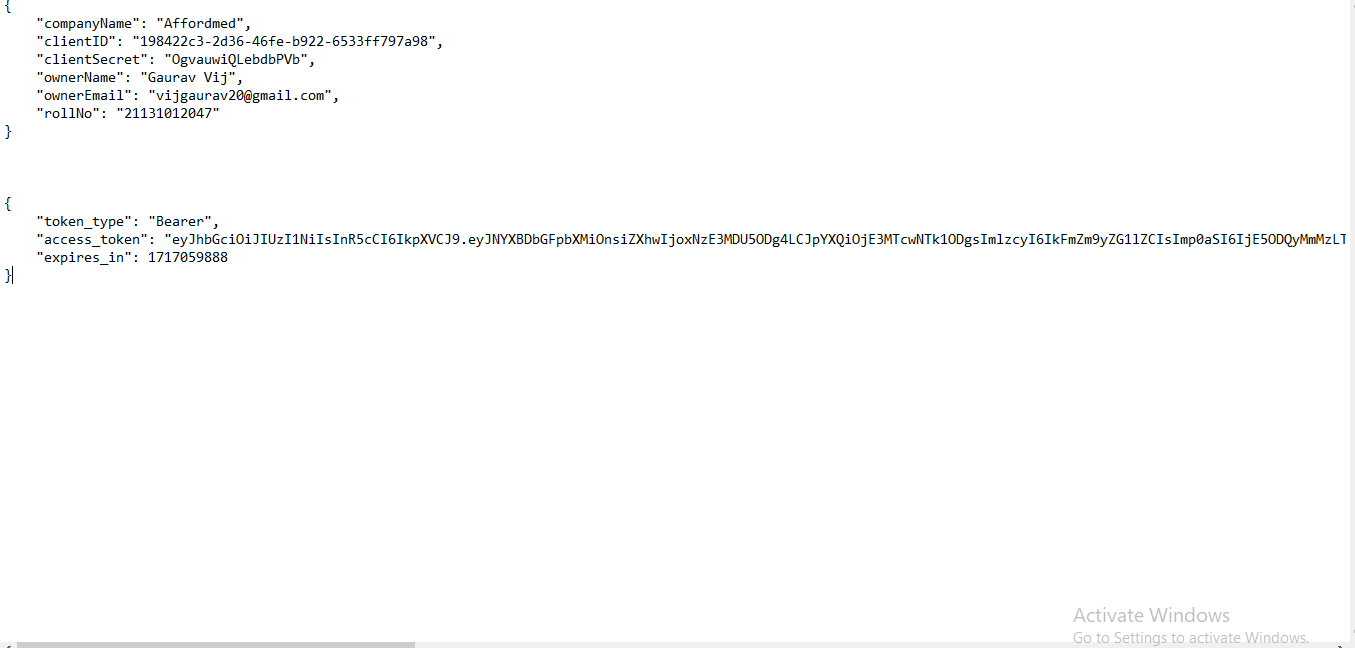 {
    "companyName": "Affordmed",
    "clientID": "198422c3-2d36-46fe-b922-6533ff797a98",
    "clientSecret": "OgvauwiQLebdbPVb",
    "ownerName": "Gaurav Vij",
    "ownerEmail": "vijgaurav20@gmail.com",
    "rollNo": "21131012047"
}
{
    "token_type": "Bearer",
    "access_token": "eyJhbGciOiJIUzI1NiIsInR5cCI6IkpXVCJ9.eyJNYXBDbGFpbXMiOnsiZXhwIjoxNzE3MDU5ODg4LCJpYXQiOjE3MTcwNTk1ODgsImlzcyI6IkFmZm9yZG1lZCIsImp0aSI6IjE5ODQyMmMzLT
    "expires_in": 1717059888
}
Activate Windows
Go to Settings to activate Windows.